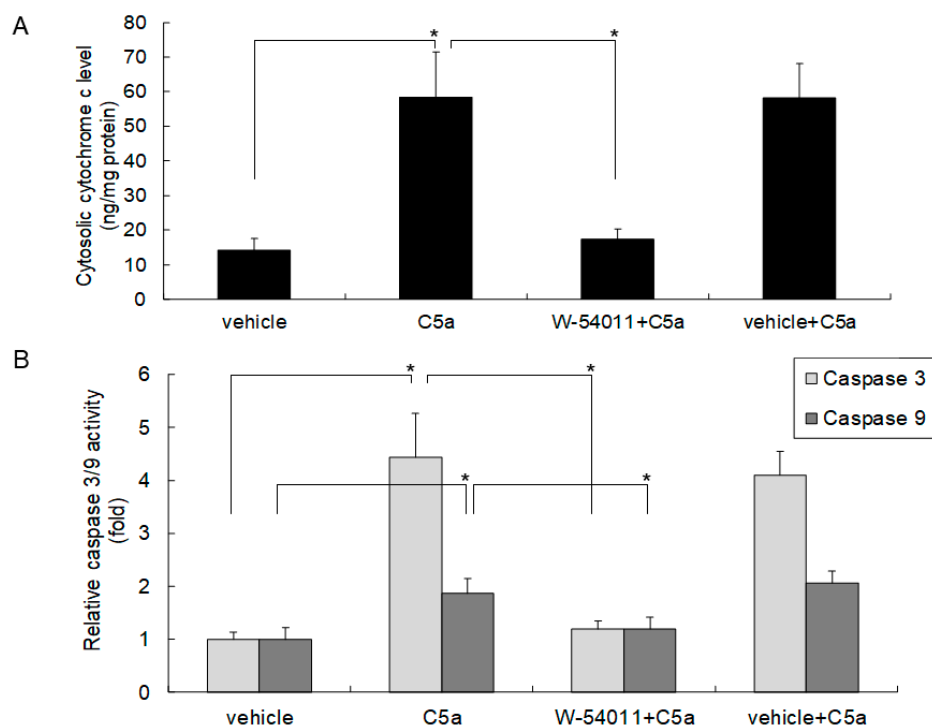 A
Cytosolic cytochrome c level
(ng/mg protein)
80
70
60
50
40
30
20
10
0
* *
vehicle C5a W-54011+C5a vehicle+C5a
B
Relative caspase 3/9 activity
(fold)
6
5
4
3
2
1
0
* *
* *
Caspase 3
Caspase 9
vehicle C5a W-54011+C5a vehicle+C5a